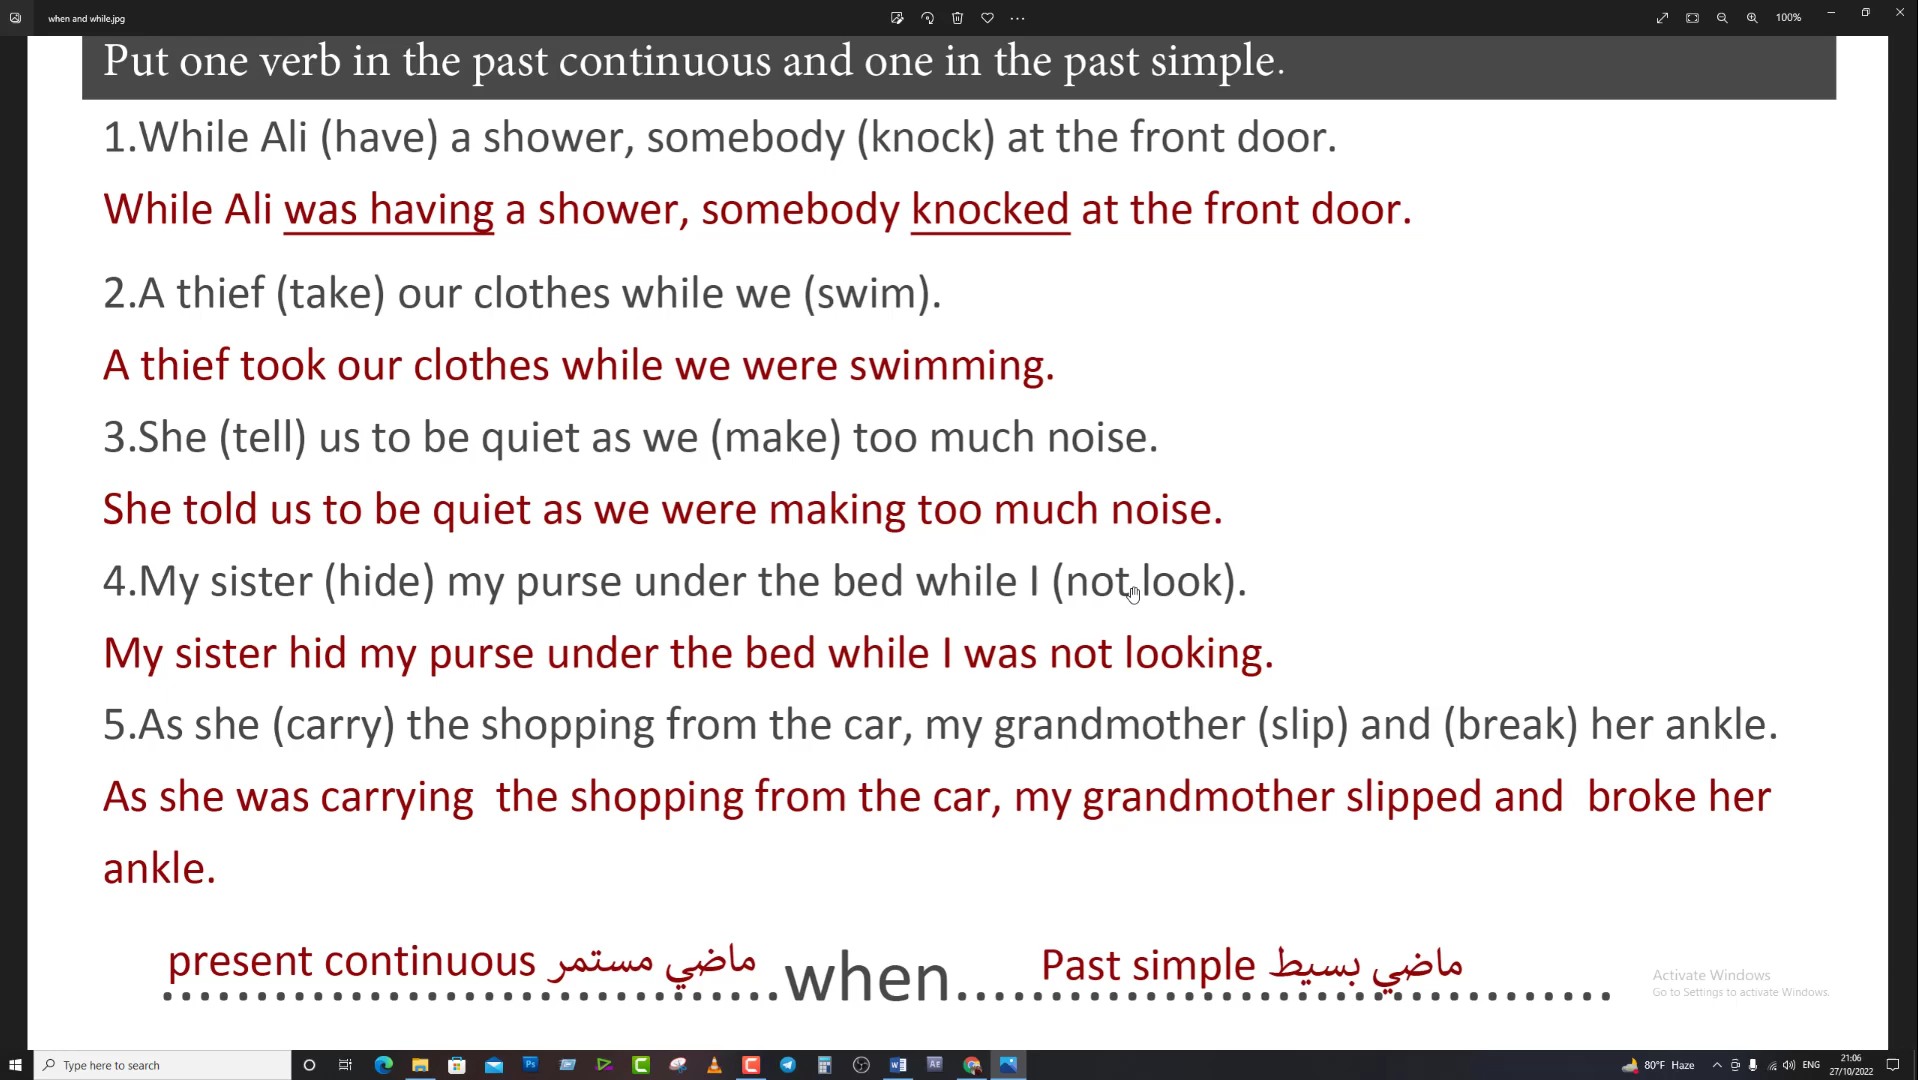 when and while.jpg
100%
Put one verb in the past continuous and one in the past simple.
1.While Ali (have) a shower, somebody (knock) at the front door.
While Ali was having a shower, somebody knocked at the front door.
2.A thief (take) our clothes while we (swim).
A thief took our clothes while we were swimming.
3.She (tell) us to be quiet as we (make) too much noise.
She told us to be quiet as we were making too much noise.
4.My sister (hide) my purse under the bed while I (not look).
My sister hid my purse under the bed while I was not looking.
5.As she (carry) the shopping from the car, my grandmother (slip) and (break) her ankle.
As she was carrying the shopping from the car, my grandmother slipped and broke her
ankle.
present continuous ماضي مستمر when Past simple ماضي بسيط
Activate Windows
Go to Settings to activate Windows.
Type here to search
80°F Haze
ENG
21:06
27/10/2022